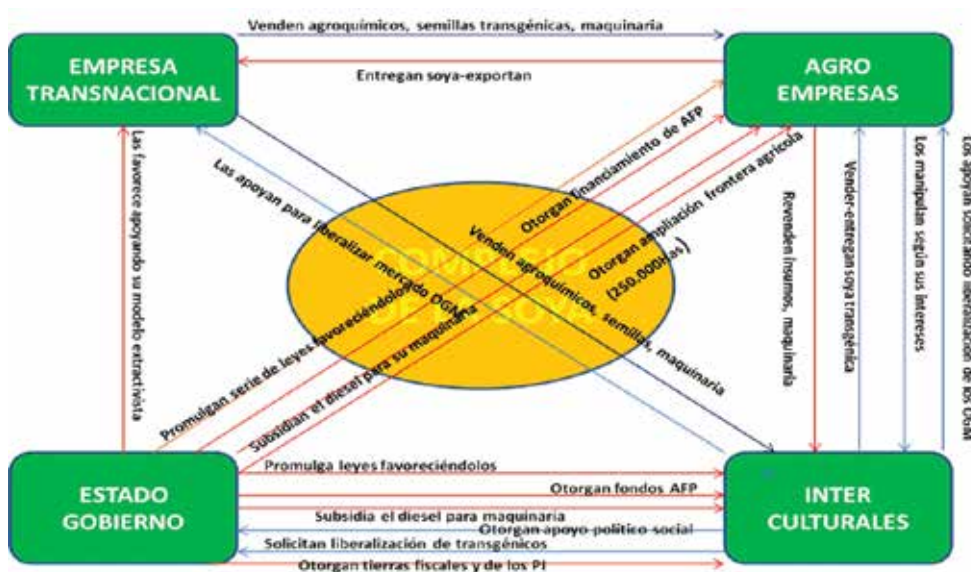 Venden agroquímicos, semillas transgénicas, maquinaria
EMPRESA
TRANSNACIONAL
AGRO
EMPRESAS
Entregan soya-exportan
Las favorece apoyando su modelo extractivista
Las apoyan para liberalizar mercado OGM
Otorgan financiamiento de AFP
Venden agroquímicos, semillas, maquinaria
Otorgan ampliación frontera agrícola
(250.000Has)
COMPLEJO
DE LA SOYA
Promulgan serie de leyes favoreciéndolos
Subsidian el diesel para su maquinaria
Revenden insumos, maquinaria
Vender-entregan soya transgénica
Los manipulan según sus intereses
Los apoyan solicitando liberalización de los OGM
ESTADO
GOBIERNO
INTER
CULTURALES
Promulga leyes favoreciéndolos
Otorgan fondos AFP
Subsidia el diesel para maquinaria
Otorgan apoyo político social
Solicitan liberalización de transgénicos
Otorgan tierras fiscales y de los PI